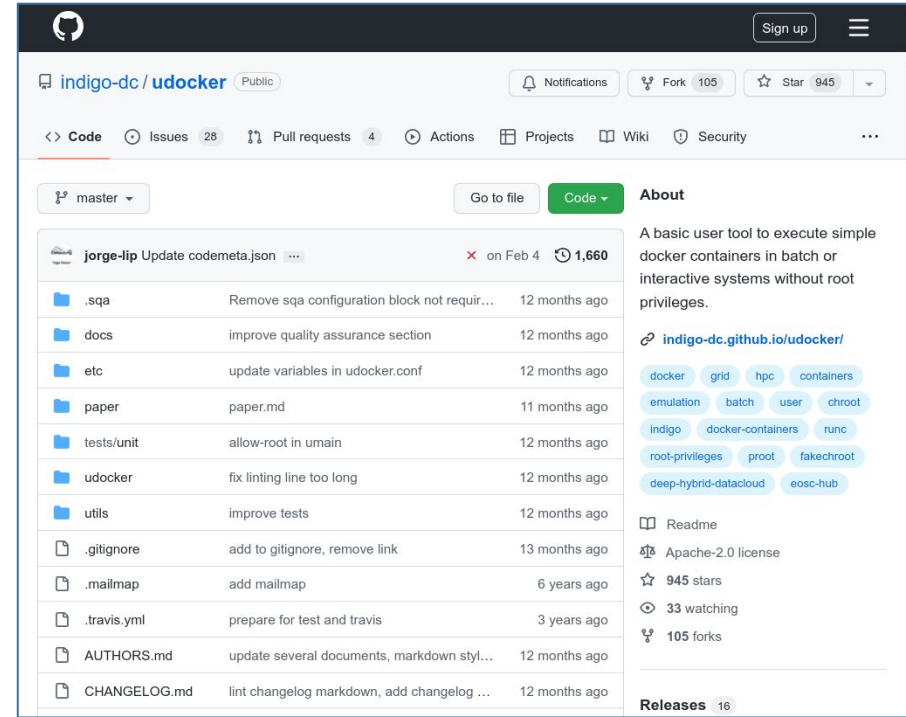 Sign up
indigo-dc / udocker Public
Notifications Fork 105 Star 945
Code Issues 28 Pull requests 4 Actions Projects Wiki Security ...
master Go to file Code
jorge-lip Update codemeta.json ... on Feb 4 1,660
.sqa Remove sqa configuration block not requir... 12 months ago
docs improve quality assurance section 12 months ago
etc update variables in udocker.conf 12 months ago
paper paper.md 11 months ago
tests/unit allow-root in umain 12 months ago
udocker fix linting line too long 12 months ago
utils improve tests 12 months ago
.gitignore add to gitignore, remove link 13 months ago
.mailmap add mailmap 6 years ago
.travis.yml prepare for test and travis 3 years ago
AUTHORS.md update several documents, markdown styl... 12 months ago
CHANGELOG.md lint changelog markdown, add changelog ... 12 months ago
About
A basic user tool to execute simple
docker containers in batch or
interactive systems without root
privileges.
indigo-dc.github.io/udocker/
docker grid hpc containers
emulation batch user chroot
indigo docker-containers runc
root-privileges proot fakechroot
deep-hybrid-datacloud eosc-hub
Readme
Apache-2.0 license
945 stars
33 watching
105 forks
Releases 16